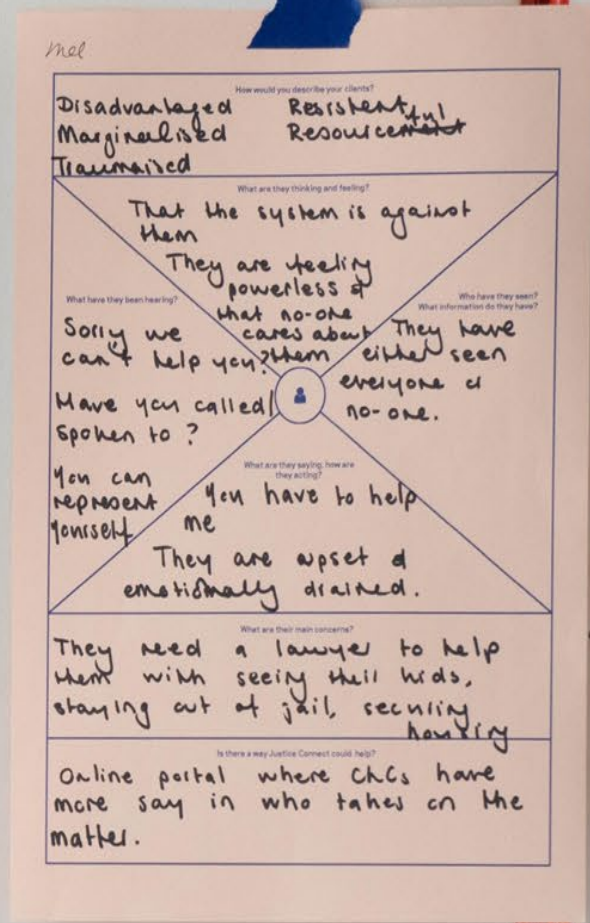 Mel
How would you describe your clients?
Disadvantaged
Marginalised
Traumaised
Resistent
Resourceful
What are they thinking and feeling?
That the system is against
them
They are feeling
powerless &
that no-one
cares about
them
What have they been hearing?
Sorry we
can't help you?
Have you called/
spoken to ?
You can
represent
yourself
Who have they seen?
What information do they have?
They have
either seen
everyone or
no-one.
What are they saying, how are
they acting?
You have to help
me
They are upset &
emotionally drained.
What are their main concerns?
They need a lawyer to help
them with seeing their kids,
staying out of jail, securing
housing
Is there a way Justice Connect could help?
Online portal where CLCs have
more say in who takes on the
matter.